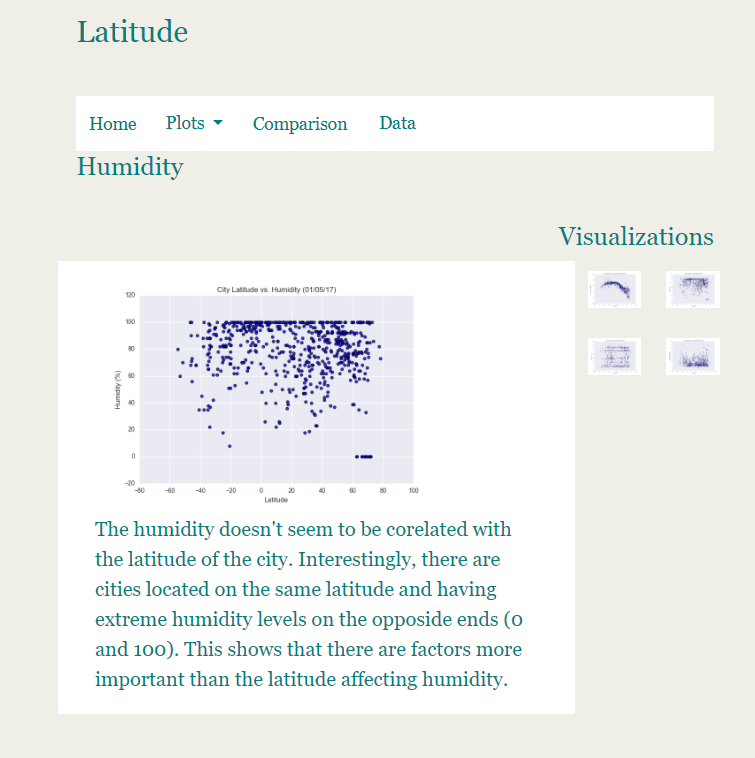 Latitude
Home Plots Comparison Data
Humidity
Visualizations
City Latitude vs. Humidity (01/05/17)
120
100
80
60
40
20
0
−20
Humidity (%)
−80 −60 −40 −20 0 20 40 60 80 100
Latitude
The humidity doesn't seem to be corelated with
the latitude of the city. Interestingly, there are
cities located on the same latitude and having
extreme humidity levels on the opposide ends (0
and 100). This shows that there are factors more
important than the latitude affecting humidity.